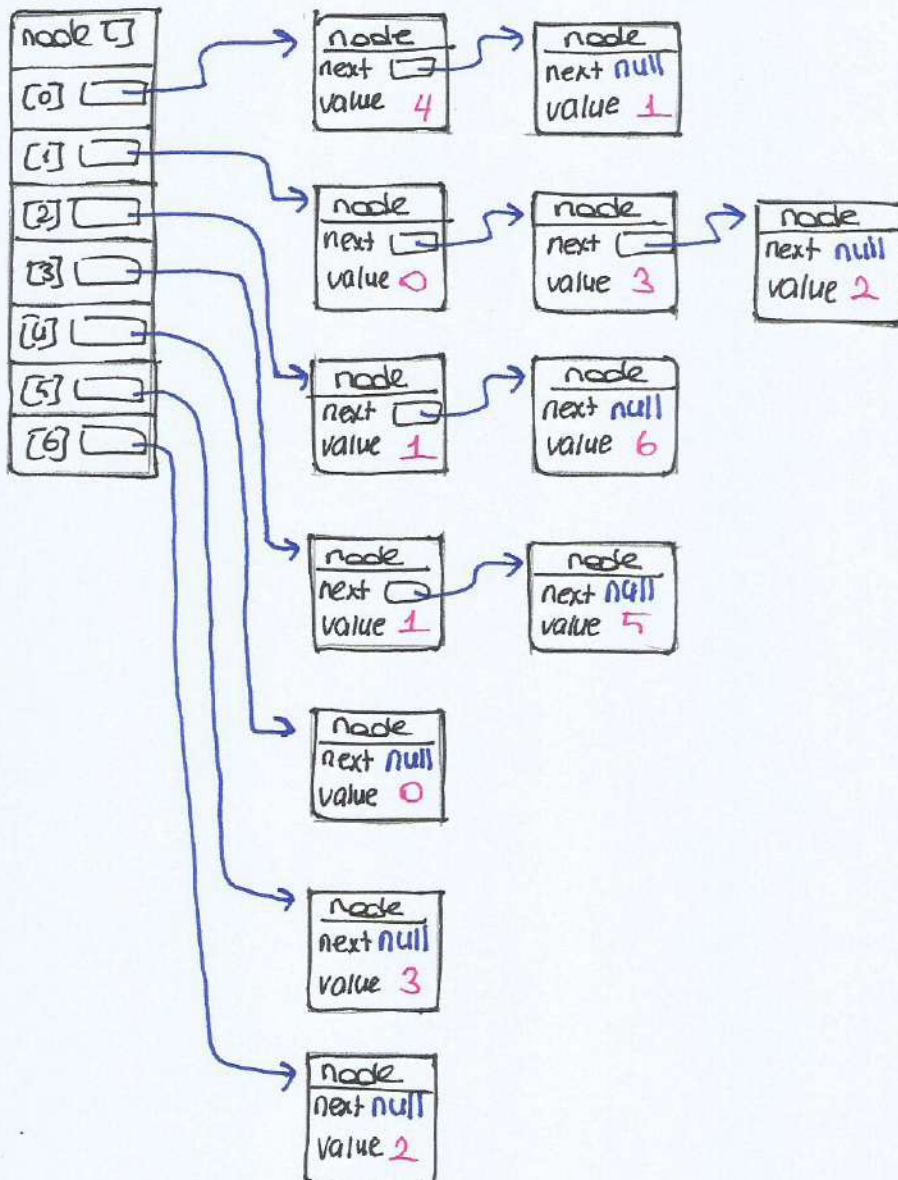 node []
[0]
[1]
[2]
[3]
[4]
[5]
[6]
node
next
value 4
node
next null
value 1
node
next
value 0
node
next
value 3
node
next null
value 2
node
next
value 1
node
next null
value 6
node
next
value 1
node
next null
value 5
node
next null
value 0
node
next null
value 3
node
next null
value 2